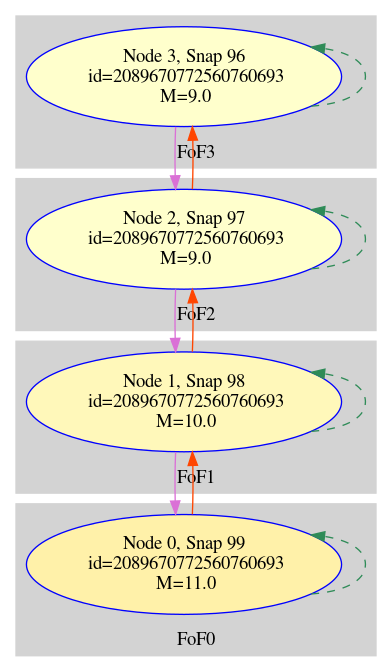 Node 3, Snap 96
id=2089670772560760693
M=9.0
FoF3
Node 2, Snap 97
id=2089670772560760693
M=9.0
FoF2
Node 1, Snap 98
id=2089670772560760693
M=10.0
FoF1
Node 0, Snap 99
id=2089670772560760693
M=11.0
FoF0